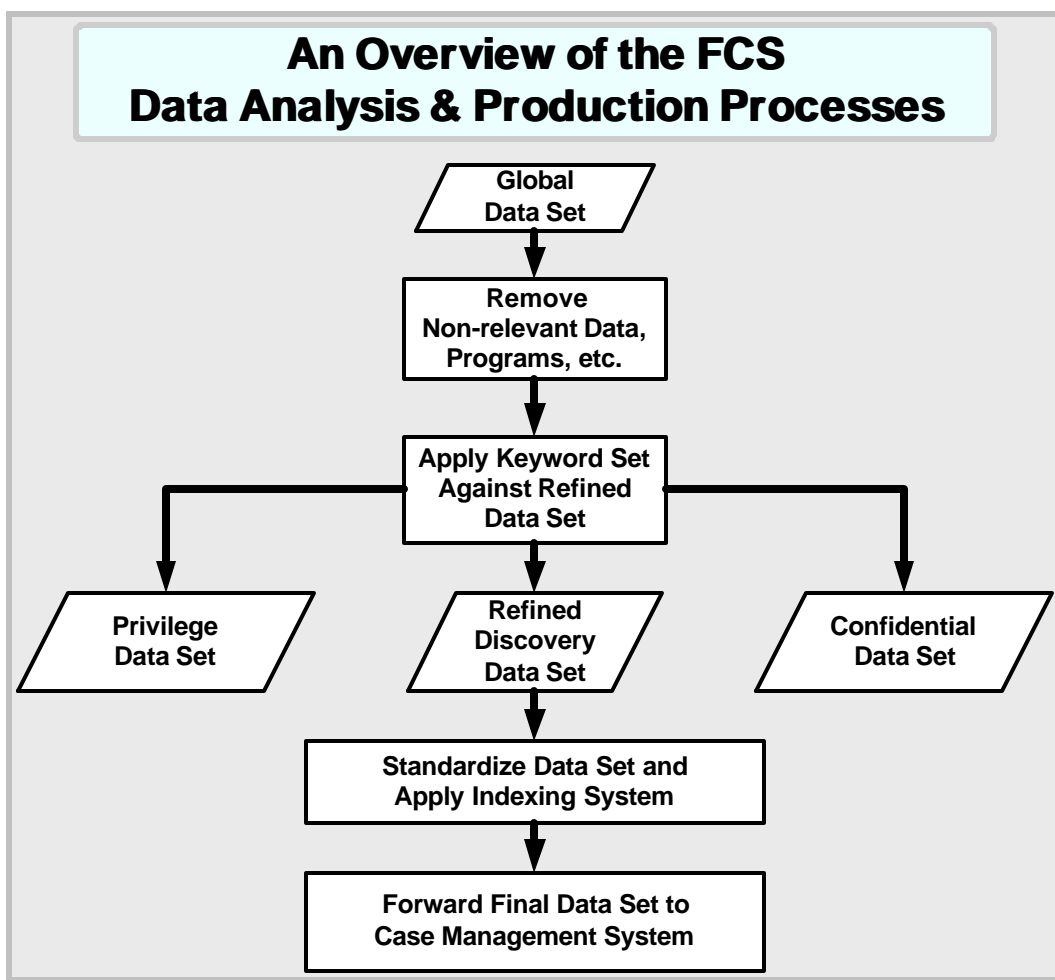 An Overview of the FCS
Data Analysis & Production Processes
Global
Data Set
Remove
Non-relevant Data,
Programs, etc.
Apply Keyword Set
Against Refined
Data Set
Privilege
Data Set
Refined
Discovery
Data Set
Confidential
Data Set
Standardize Data Set and
Apply Indexing System
Forward Final Data Set to
Case Management System